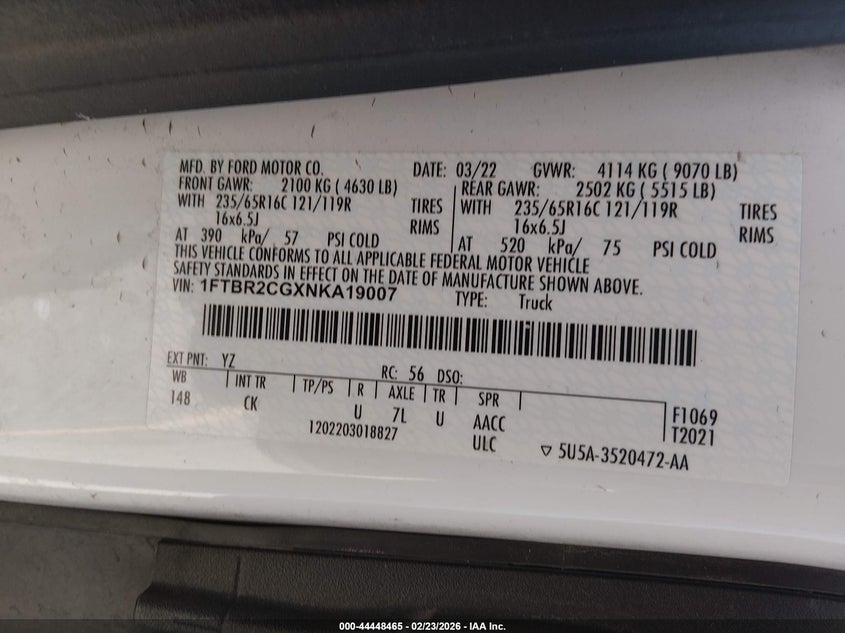 MFD. BY FORD MOTOR CO. DATE: 03/22 GVWR: 4114 KG ( 9070 LB)
FRONT GAWR: 2100 KG ( 4630 LB) REAR GAWR: 2502 KG ( 5515 LB)
WITH 235/65R16C 121/119R TIRES WITH 235/65R16C 121/119R TIRES
16x6.5J RIMS 16x6.5J RIMS
AT 390 kPa/ 57 PSI COLD AT 520 kPa/ 75 PSI COLD
THIS VEHICLE CONFORMS TO ALL APPLICABLE FEDERAL MOTOR VEHICLE
SAFETY STANDARDS IN EFFECT ON THE DATE OF MANUFACTURE SHOWN ABOVE.
VIN: 1FTBR2CGXNKA19007 TYPE: Truck
EXT PNT: YZ RC: 56 DSO:
WB INT TR TP/PS R AXLE TR SPR
148 CK U 7L U AACC F1069
1202203018827 ULC T2021
5U5A-3520472-AA
000-44448465 - 02/23/2026 - IAA Inc.